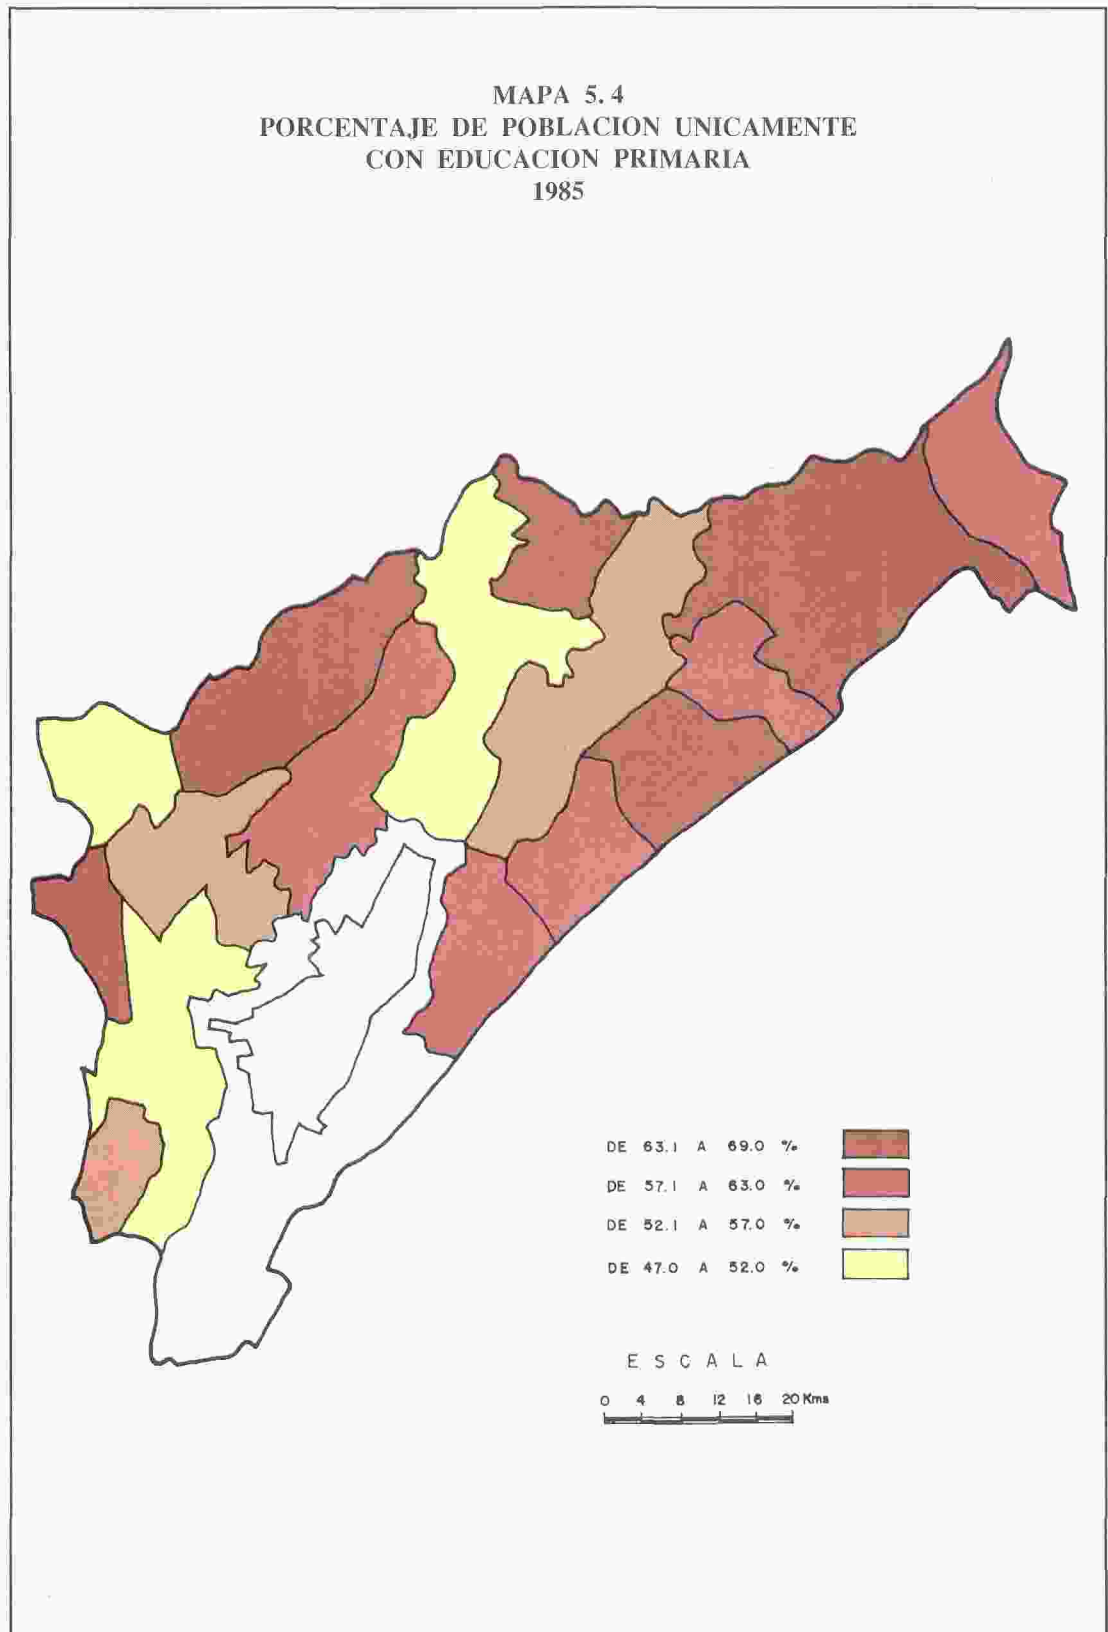 MAPA 5.4
PORCENTAJE DE POBLACION UNICAMENTE
CON EDUCACION PRIMARIA
1985
DE 63.1 A 69.0 %
DE 57.1 A 63.0 %
DE 52.1 A 57.0 %
DE 47.0 A 52.0 %
ESCALA
0 4 8 12 16 20 Kms